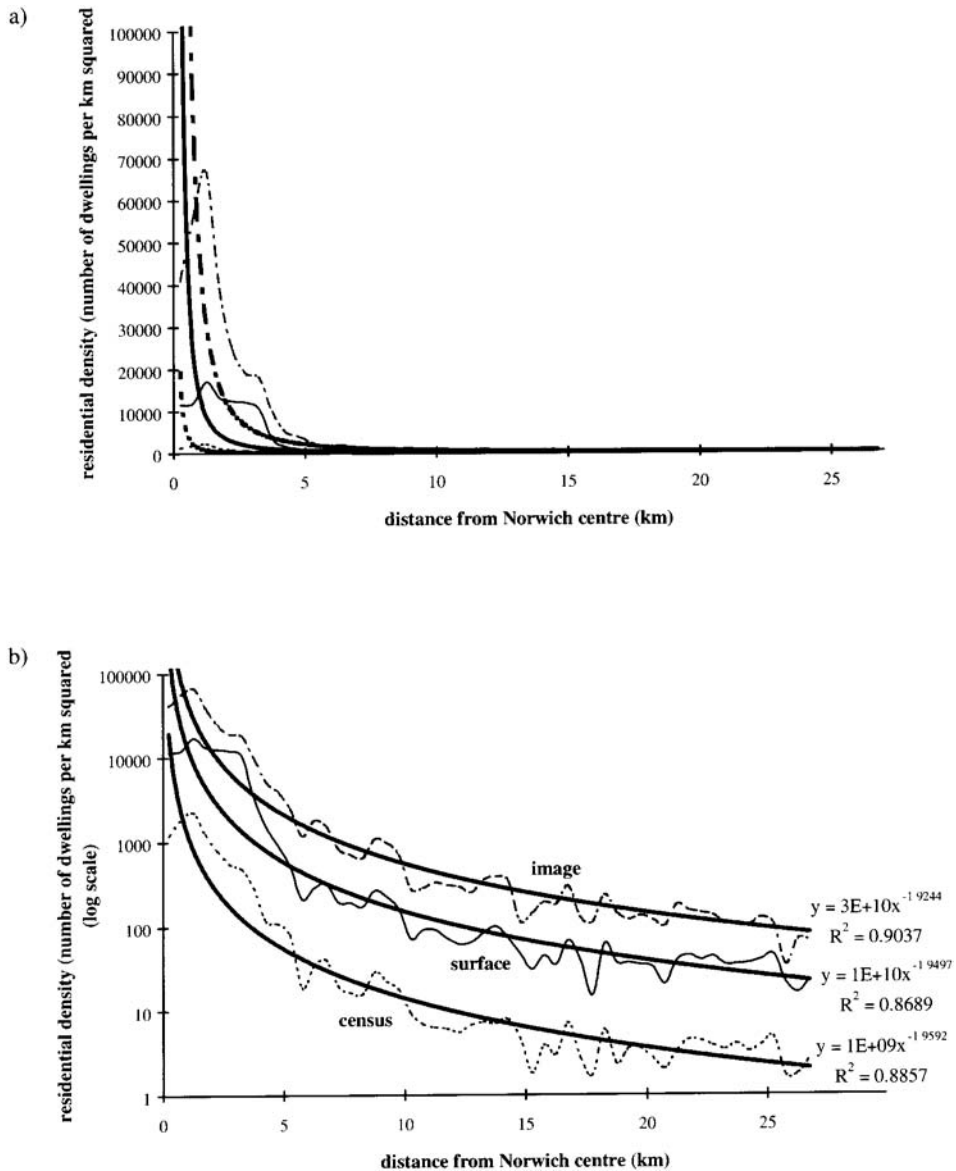 a)
residential density (number of dwellings per km squared
100000
90000
80000
70000
60000
50000
40000
30000
20000
10000
0
0 5 10 15 20 25
distance from Norwich centre (km)
b)
residential density (number of dwellings per km squared
(log scale)
100000
10000
1000
100
10
1
image
surface
census
y = 3E+10x^-1 9244
R^2 = 0.9037
y = 1E+10x^-1 9497
R^2 = 0.8689
y = 1E+09x^-1 9592
R^2 = 0.8857
0 5 10 15 20 25
distance from Norwich centre (km)